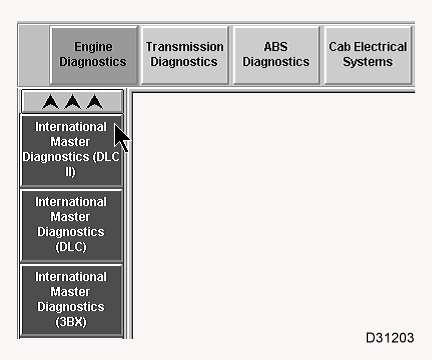 Engine
Diagnostics
Transmission
Diagnostics
ABS
Diagnostics
Cab Electrical
Systems
International
Master
Diagnostics (DLC
II)
International
Master
Diagnostics
(DLC)
International
Master
Diagnostics
(3BX)
D31203